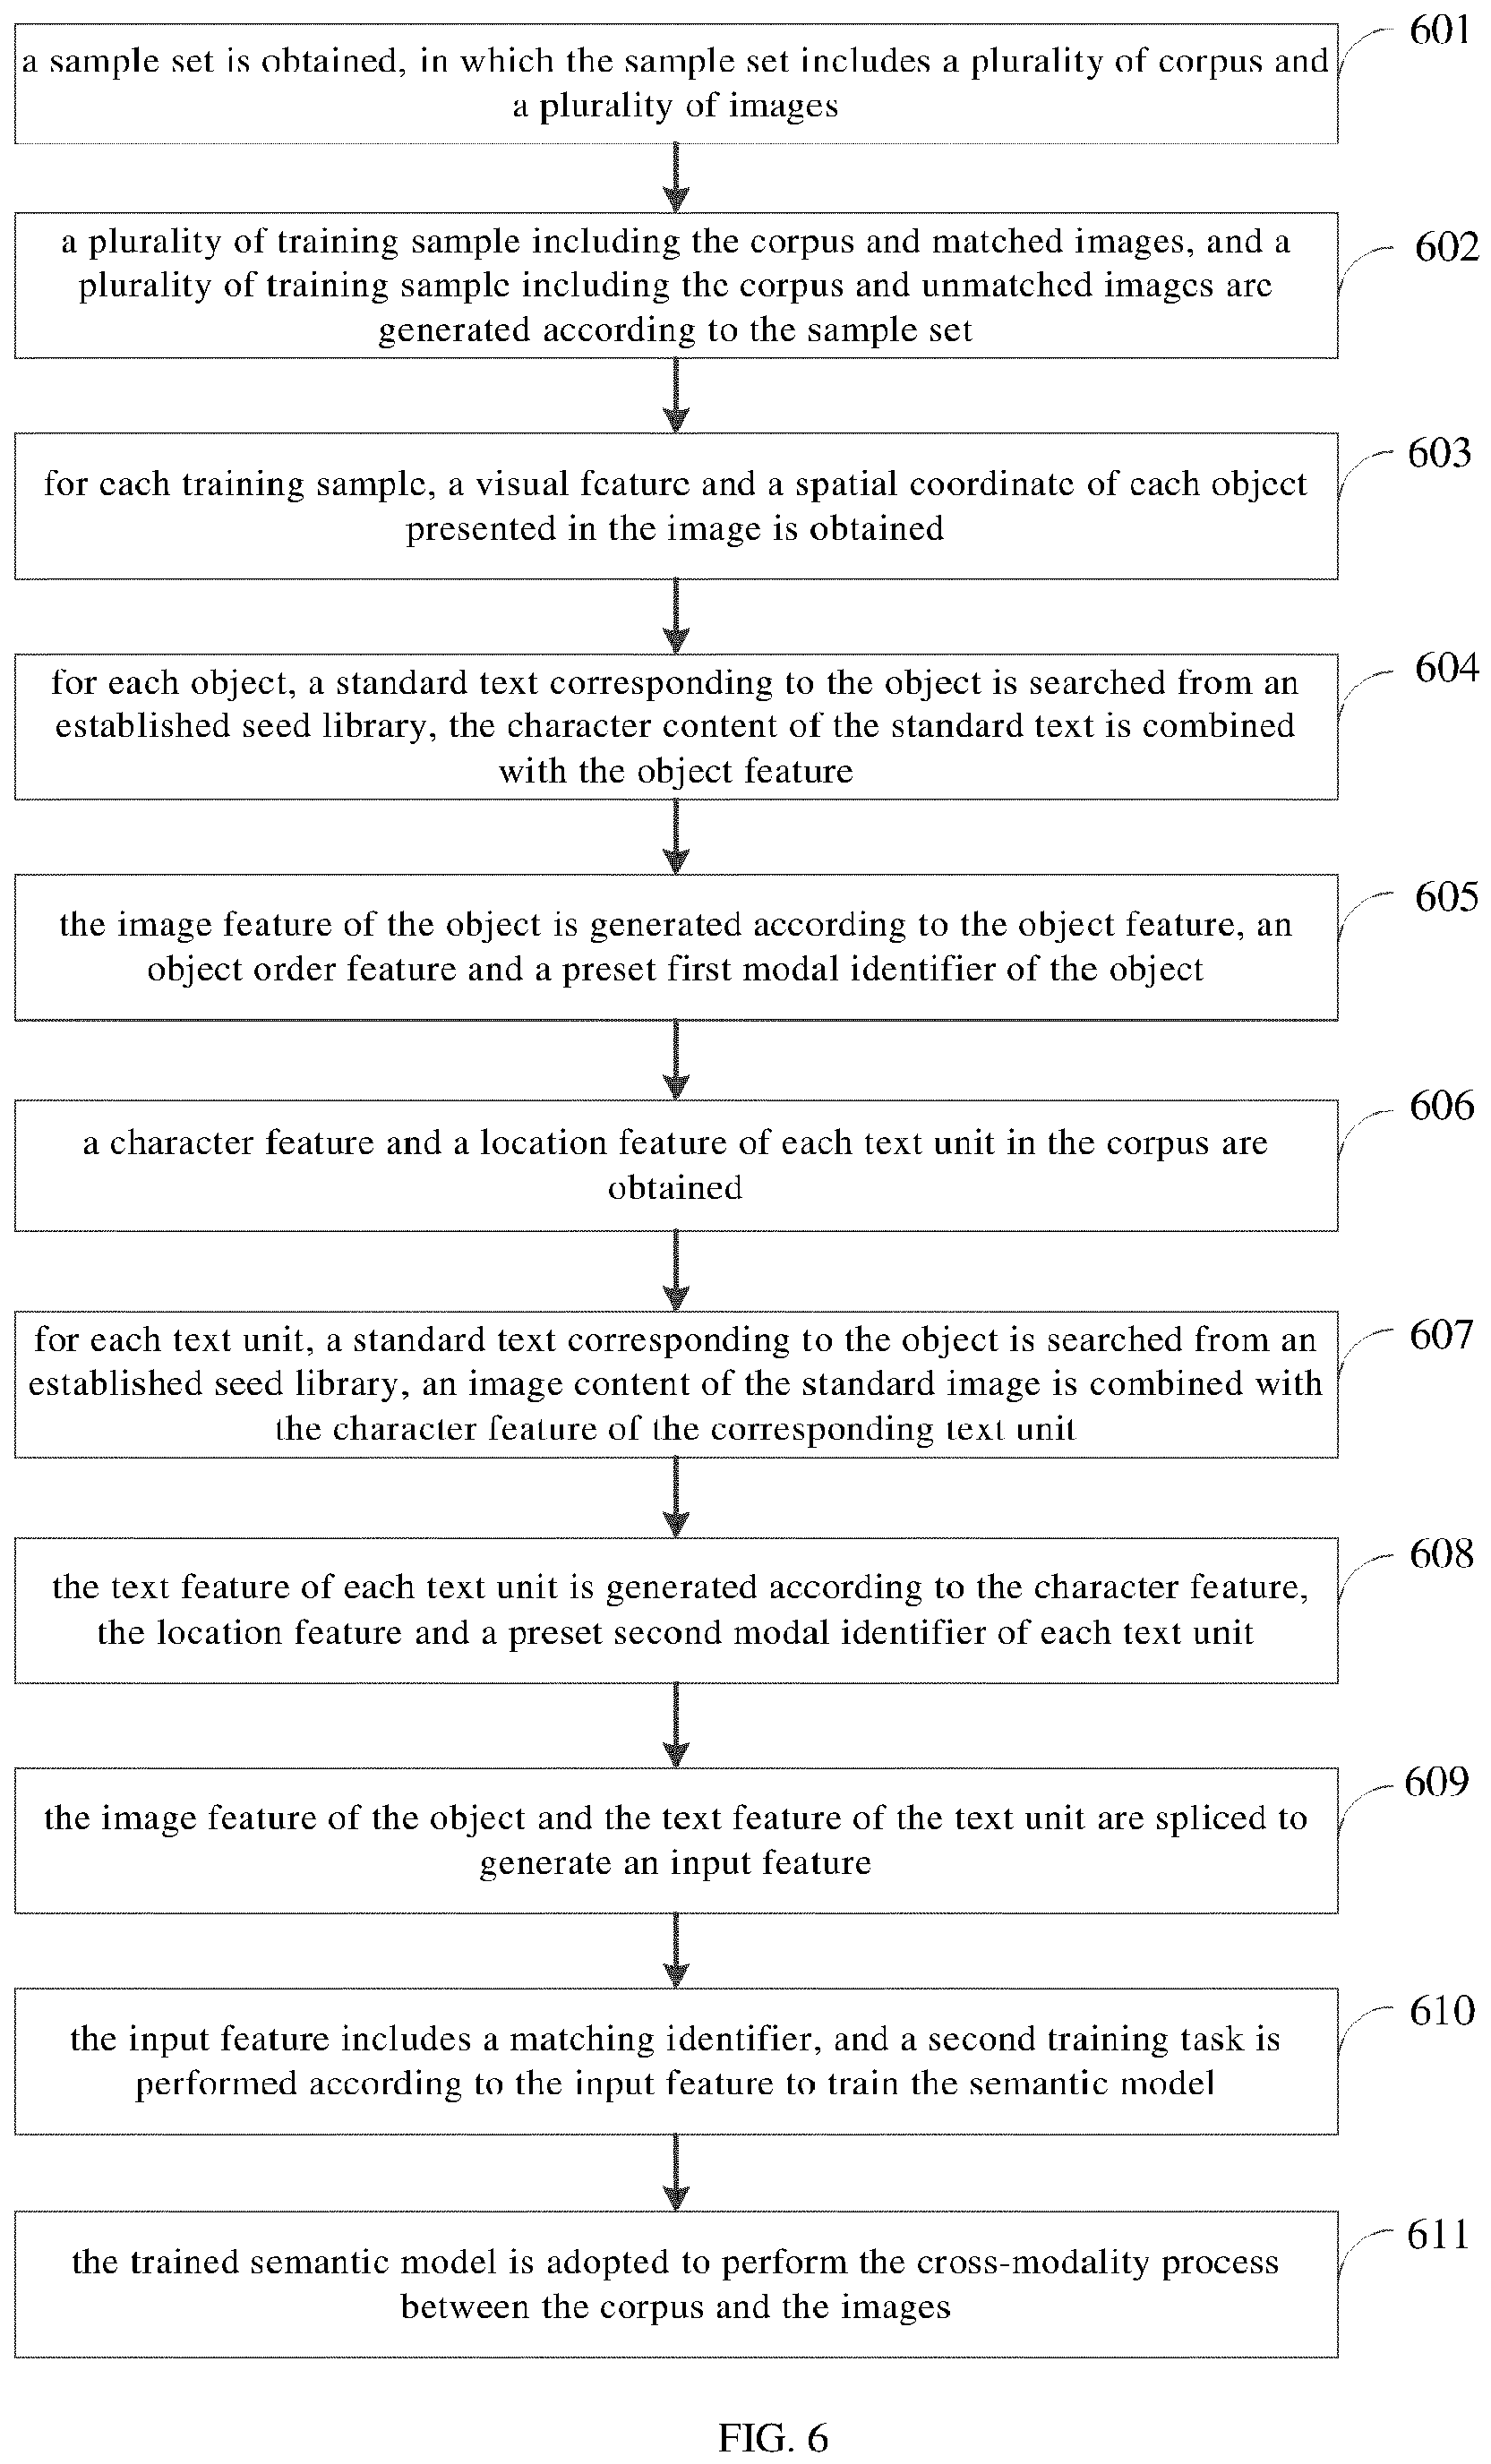 601
a sample set is obtained, in which the sample set includes a plurality of corpus and
a plurality of images
602
a plurality of training sample including the corpus and matched images, and a
plurality of training sample including the corpus and unmatched images are
generated according to the sample set
603
for each training sample, a visual feature and a spatial coordinate of each object
presented in the image is obtained
604
for each object, a standard text corresponding to the object is searched from an
established seed library, the character content of the standard text is combined
with the object feature
605
the image feature of the object is generated according to the object feature, an
object order feature and a preset first modal identifier of the object
606
a character feature and a location feature of each text unit in the corpus are
obtained
607
for each text unit, a standard text corresponding to the object is searched from an
established seed library, an image content of the standard image is combined with
the character feature of the corresponding text unit
608
the text feature of each text unit is generated according to the character feature,
the location feature and a preset second modal identifier of each text unit
609
the image feature of the object and the text feature of the text unit are spliced to
generate an input feature
610
the input feature includes a matching identifier, and a second training task is
performed according to the input feature to train the semantic model
611
the trained semantic model is adopted to perform the cross-modality process
between the corpus and the images
FIG. 6